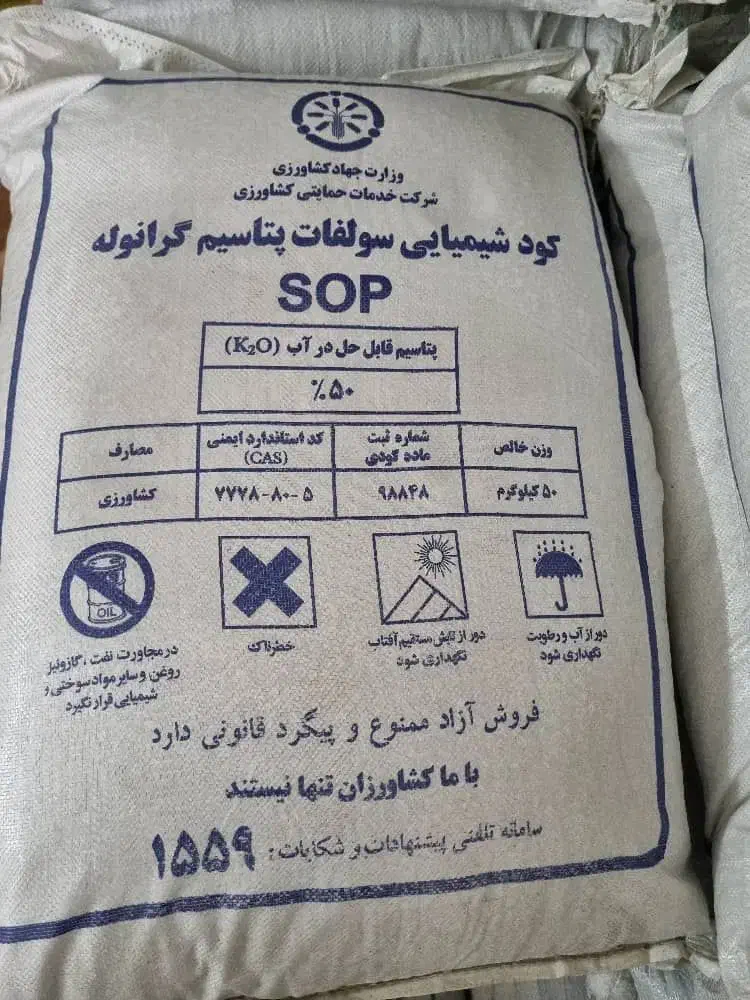 وزارت جهاد کشاورزی
شرکت خدمات حمایتی کشاورزی
کود شیمیایی سولفات پتاسیم گرانوله
SOP
پتاسیم قابل حل در آب (K₂O)
٪۵۰
وزن خالص
شماره ثبت ماده کودی
کد استاندارد ایمنی (CAS)
مصارف
۵۰ کیلوگرم
۹۸۸۴۸
۷۷۷۸-۸۰-۵
کشاورزی
OIL
دور از آب و رطوبت
نگهداری شود
دور از تابش مستقیم آفتاب
نگهداری شود
خطرناک
در مجاورت نفت ، گازوئیل
روغن و سایر مواد سوختی و
شیمیایی قرار نگیرد
فروش آزاد ممنوع و پیگرد قانونی دارد
با ما کشاورزان تنها نیستند
سامانه تلفنی پیشنهادات و شکایات: ۱۵۵۹